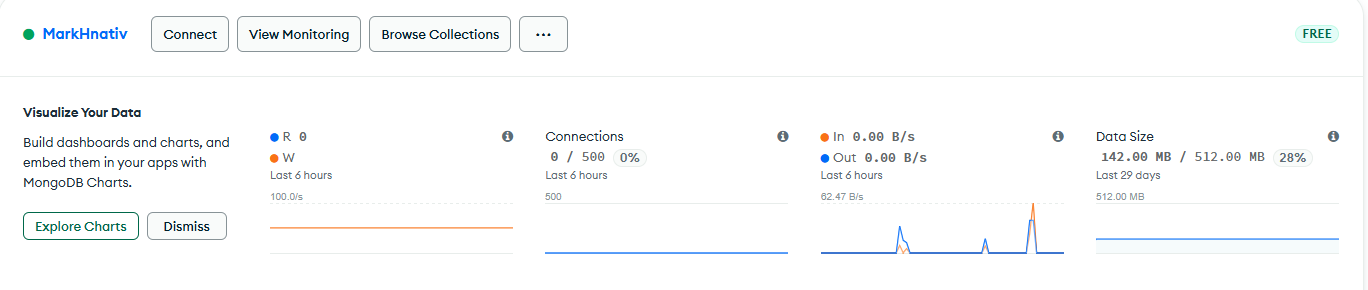 MarkHnativ
Connect
View Monitoring
Browse Collections
...
FREE
Visualize Your Data
Build dashboards and charts, and
embed them in your apps with
MongoDB Charts.
Explore Charts
Dismiss
R 0
W
Last 6 hours
100.0/s
Connections
0 / 500 0%
Last 6 hours
500
In 0.00 B/s
Out 0.00 B/s
Last 6 hours
62.47 B/s
Data Size
142.00 MB / 512.00 MB 28%
Last 29 days
512.00 MB